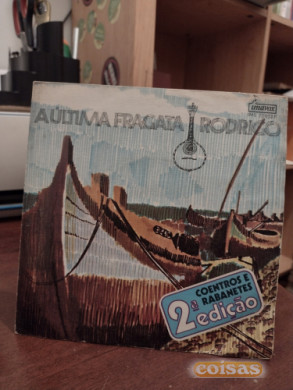 A ÚLTIMA FRAGATA RODRIGO
COENTROS E
RABANETES
2ª edição
coisas